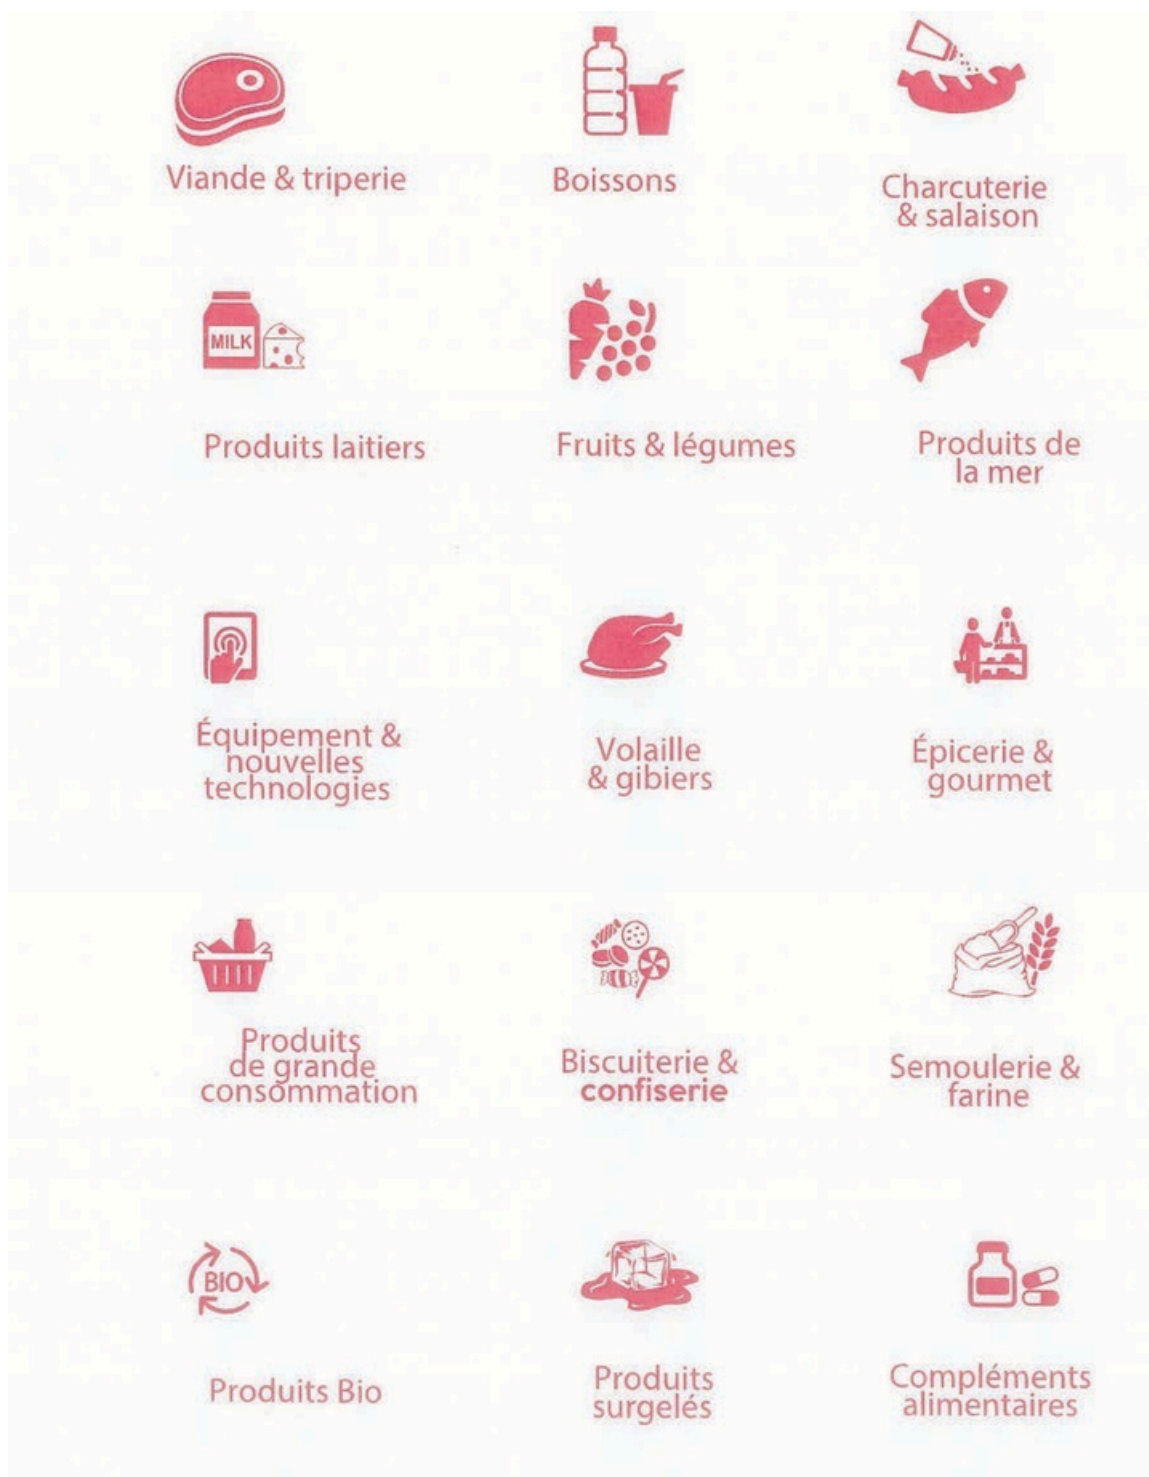 Viande & triperie
Boissons
Charcuterie
& salaison
MILK
Produits laitiers
Fruits & légumes
Produits de
la mer
Équipement &
nouvelles
technologies
Volaille
& gibiers
Épicerie &
gourmet
Produits
de grande
consommation
Biscuiterie &
confiserie
Semoulerie &
farine
BIO
Produits Bio
Produits
surgelés
Compléments
alimentaires